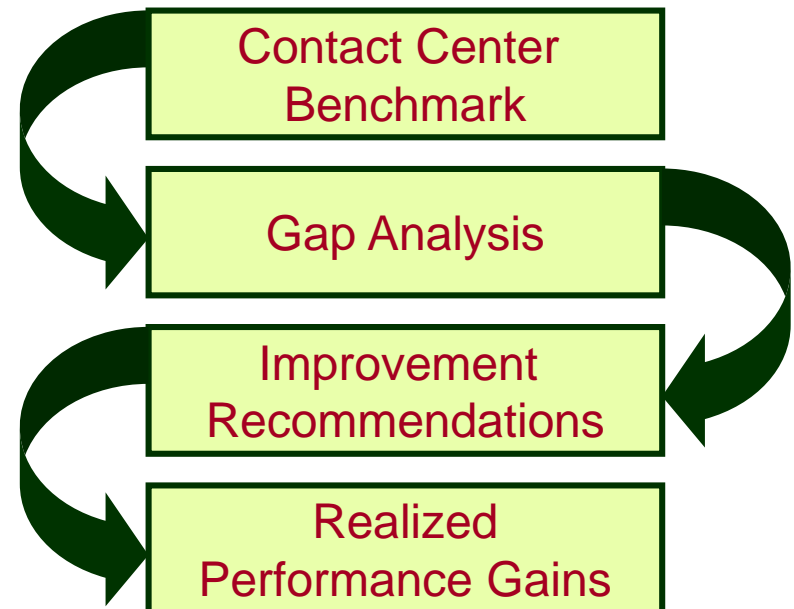 Contact Center
Benchmark
Gap Analysis
Improvement
Recommendations
Realized
Performance Gains